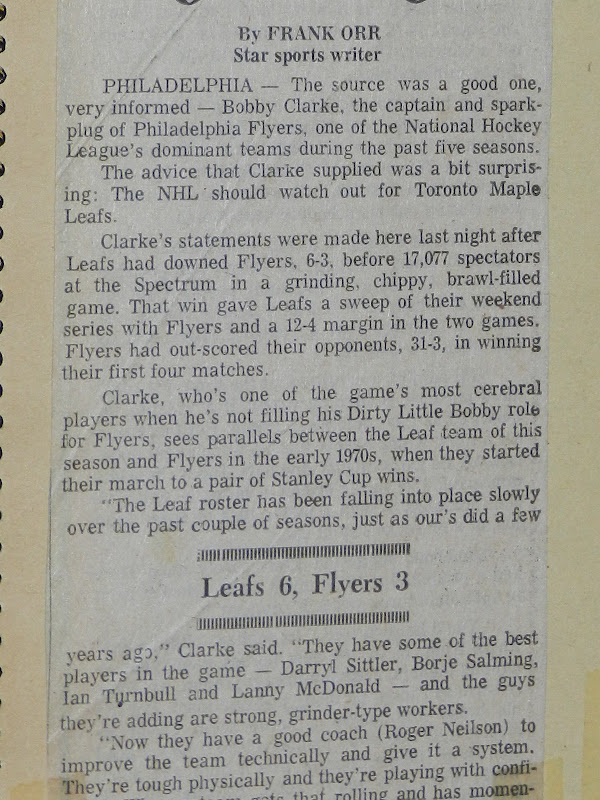 By FRANK ORR
Star sports writer
PHILADELPHIA — The source was a good one,
very informed — Bobby Clarke, the captain and spark-
plug of Philadelphia Flyers, one of the National Hockey
League's dominant teams during the past five seasons.
The advice that Clarke supplied was a bit surpris-
ing: The NHL should watch out for Toronto Maple
Leafs.
Clarke's statements were made here last night after
Leafs had downed Flyers, 6-3, before 17,077 spectators
at the Spectrum in a grinding, chippy, brawl-filled
game. That win gave Leafs a sweep of their weekend
series with Flyers and a 12-4 margin in the two games.
Flyers had out-scored their opponents, 31-3, in winning
their first four matches.
Clarke, who's one of the game's most cerebral
players when he's not filling his Dirty Little Bobby role
for Flyers, sees parallels between the Leaf team of this
season and Flyers in the early 1970s, when they started
their march to a pair of Stanley Cup wins.
"The Leaf roster has been falling into place slowly
over the past couple of seasons, just as our's did a few
Leafs 6, Flyers 3
years ago," Clarke said. "They have some of the best
players in the game — Darryl Sittler, Borje Salming,
Ian Turnbull and Lanny McDonald — and the guys
they're adding are strong, grinder-type workers.
"Now they have a good coach (Roger Neilson) to
improve the team technically and give it a system.
They're tough physically and they're playing with confi-
team gets that rolling and has momen-